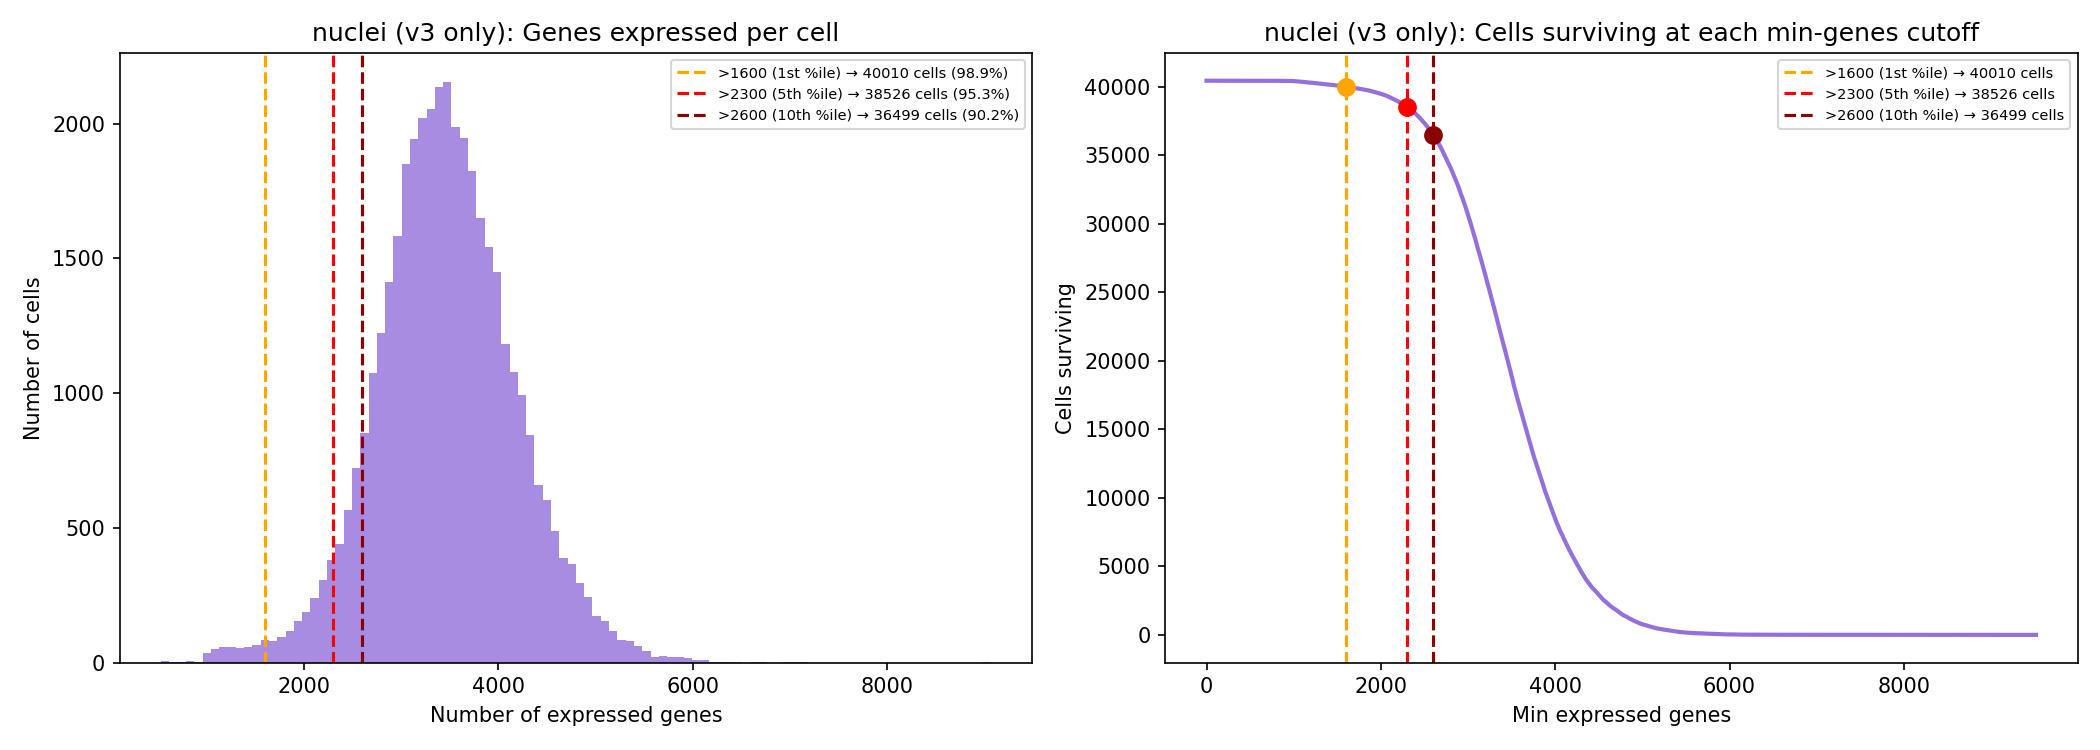 nuclei (v3 only): Genes expressed per cell
2000
1500
1000
500
0
Number of cells
>1600 (1st %ile) → 40010 cells (98.9%)
>2300 (5th %ile) → 38526 cells (95.3%)
>2600 (10th %ile) → 36499 cells (90.2%)
2000 4000 6000 8000
Number of expressed genes
nuclei (v3 only): Cells surviving at each min-genes cutoff
40000
35000
30000
25000
20000
15000
10000
5000
0
Cells surviving
>1600 (1st %ile) → 40010 cells
>2300 (5th %ile) → 38526 cells
>2600 (10th %ile) → 36499 cells
0 2000 4000 6000 8000
Min expressed genes